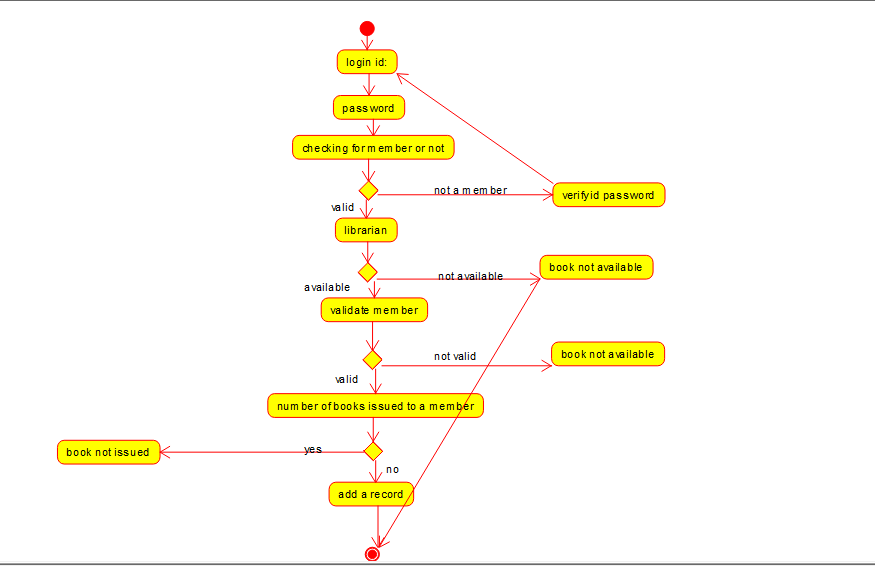 login id:
password
checking for member or not
not a member
verify id password
valid
librarian
book not available
not available
available
validate member
not valid
book not available
valid
number of books issued to a member
yes
book not issued
no
add a record